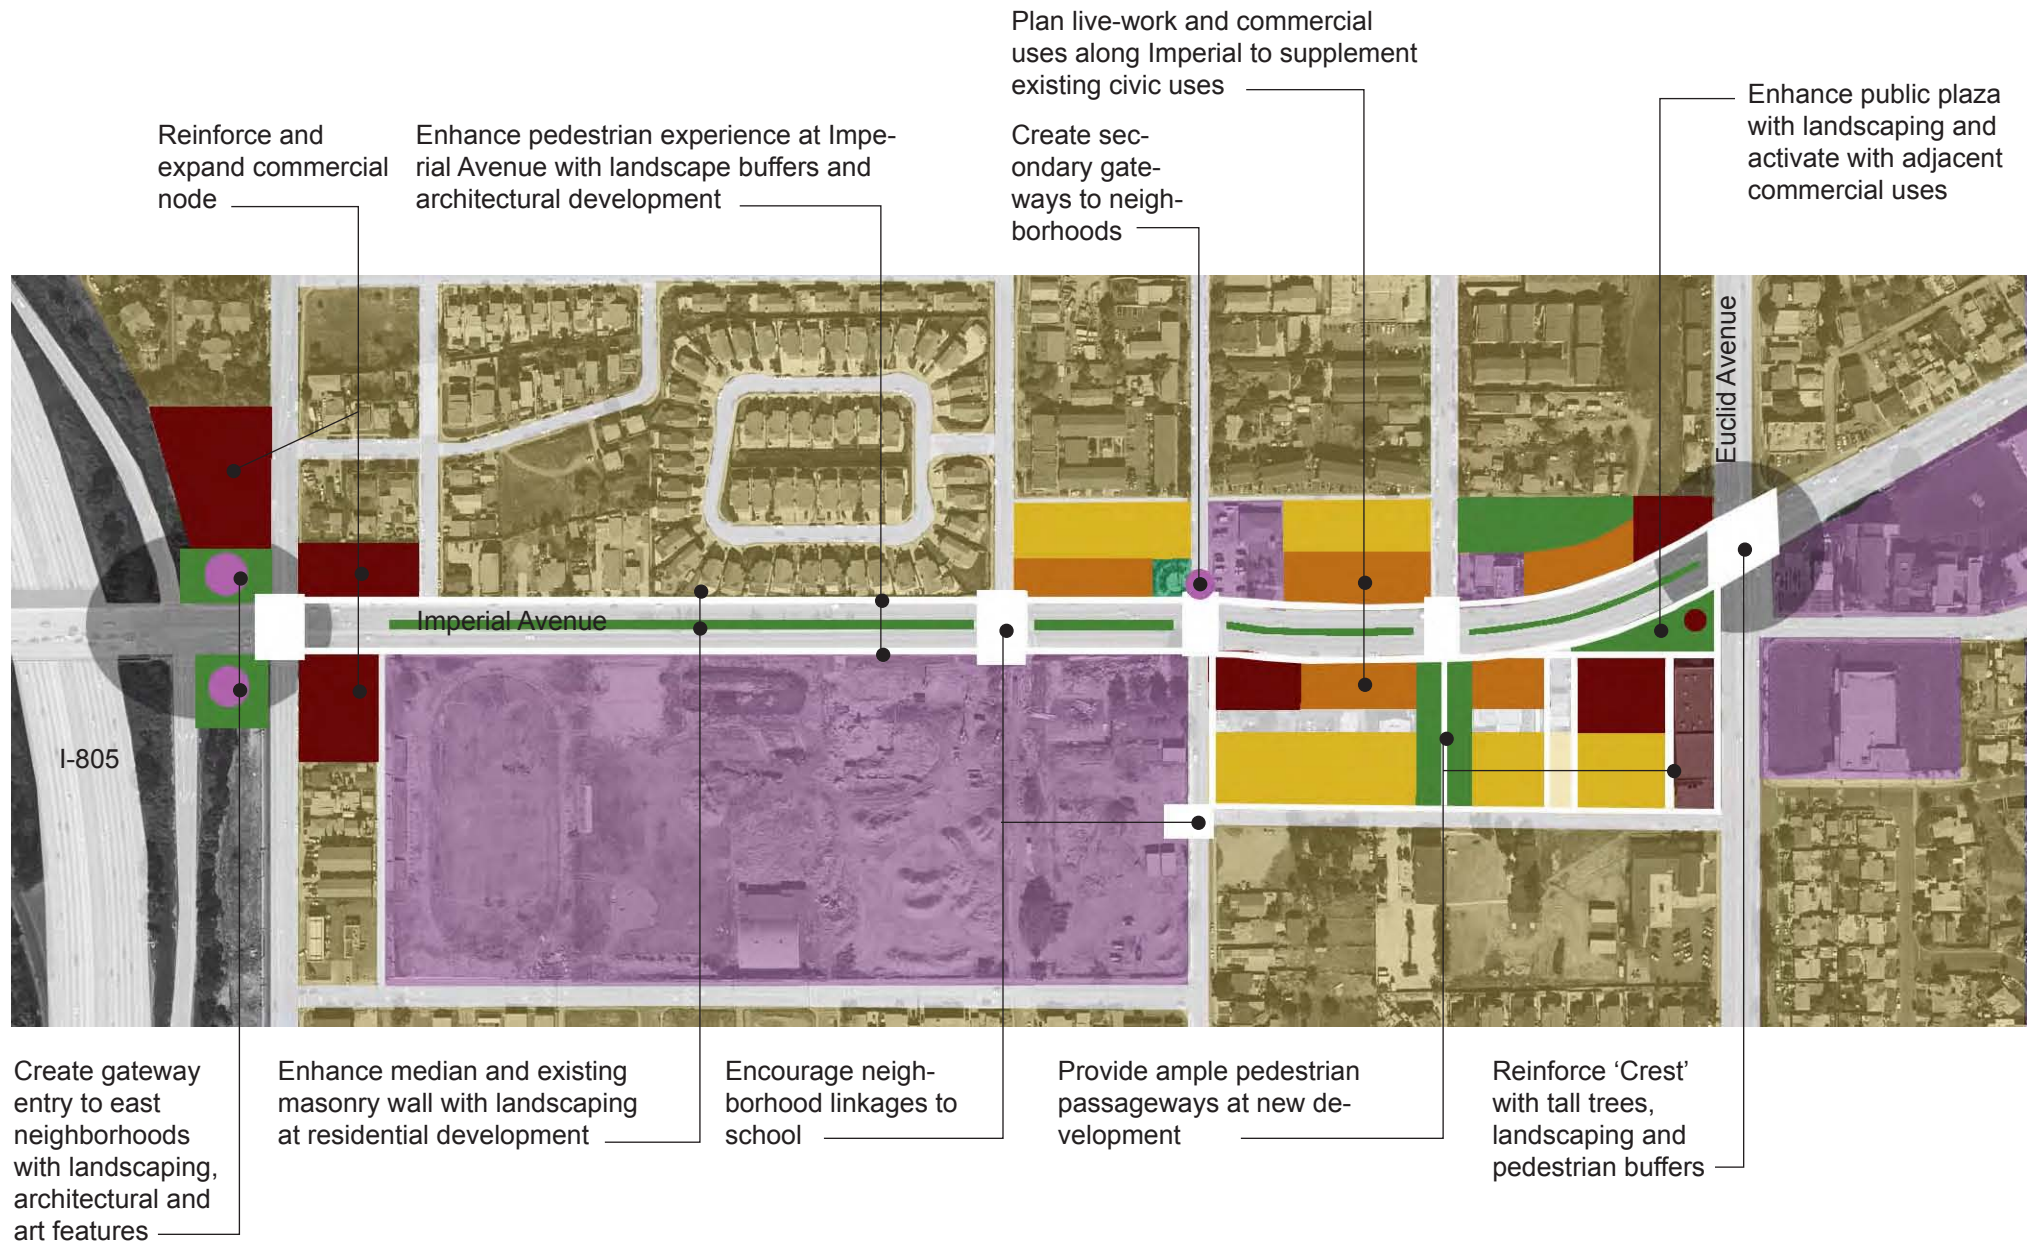 Plan live-work and commercial
uses along Imperial to supplement
existing civic uses
Enhance public plaza
with landscaping and
activate with adjacent
commercial uses
Reinforce and
expand commercial
node
Enhance pedestrian experience at Impe-
rial Avenue with landscape buffers and
architectural development
Create sec-
ondary gate-
ways to neigh-
borhoods
Euclid Avenue
Imperial Avenue
I-805
Create gateway
entry to east
neighborhoods
with landscaping,
architectural and
art features
Enhance median and existing
masonry wall with landscaping
at residential development
Encourage neigh-
borhood linkages to
school
Provide ample pedestrian
passageways at new de-
velopment
Reinforce ‘Crest’
with tall trees,
landscaping and
pedestrian buffers